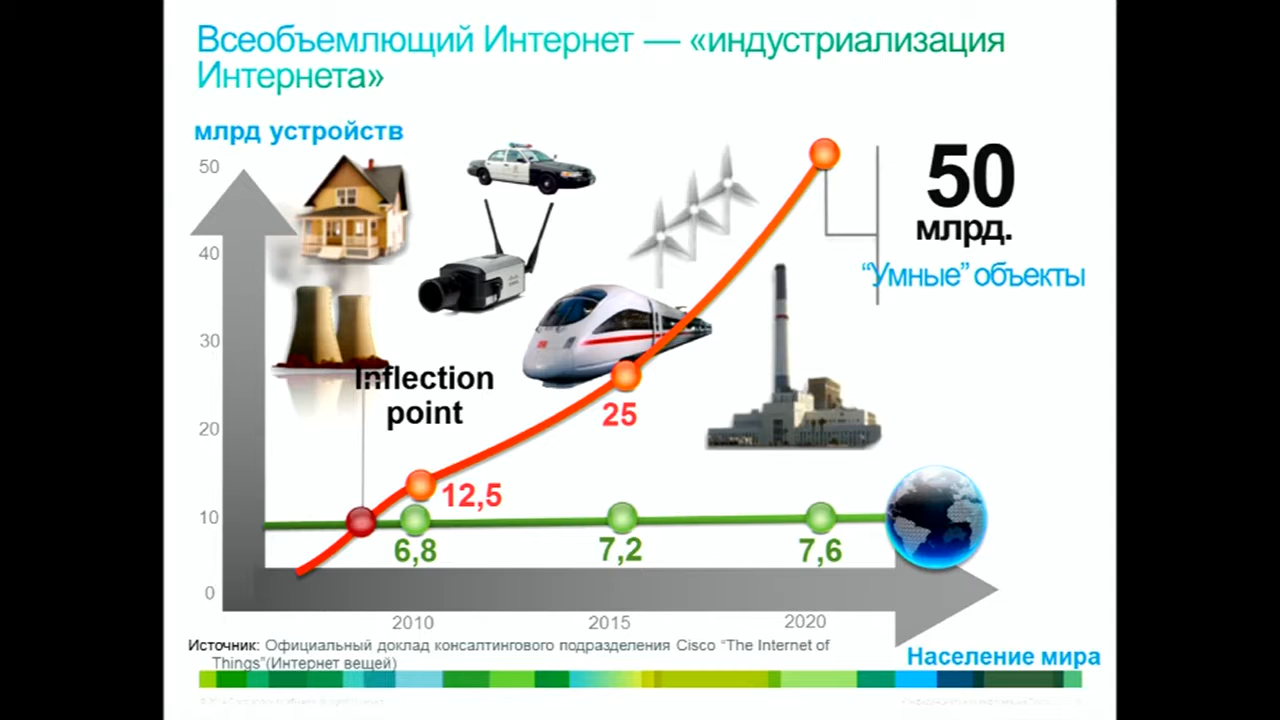 Всеобъемлющий Интернет — «индустриализация
Интернета»
млрд устройств
50
40
30
20
10
0
50
млрд.
“Умные” объекты
Inflection
point
25
12,5
6,8
7,2
7,6
2010
2015
2020
Источник: Официальный доклад консалтингового подразделения Cisco “The Internet of
Things”(Интернет вещей)
Население мира